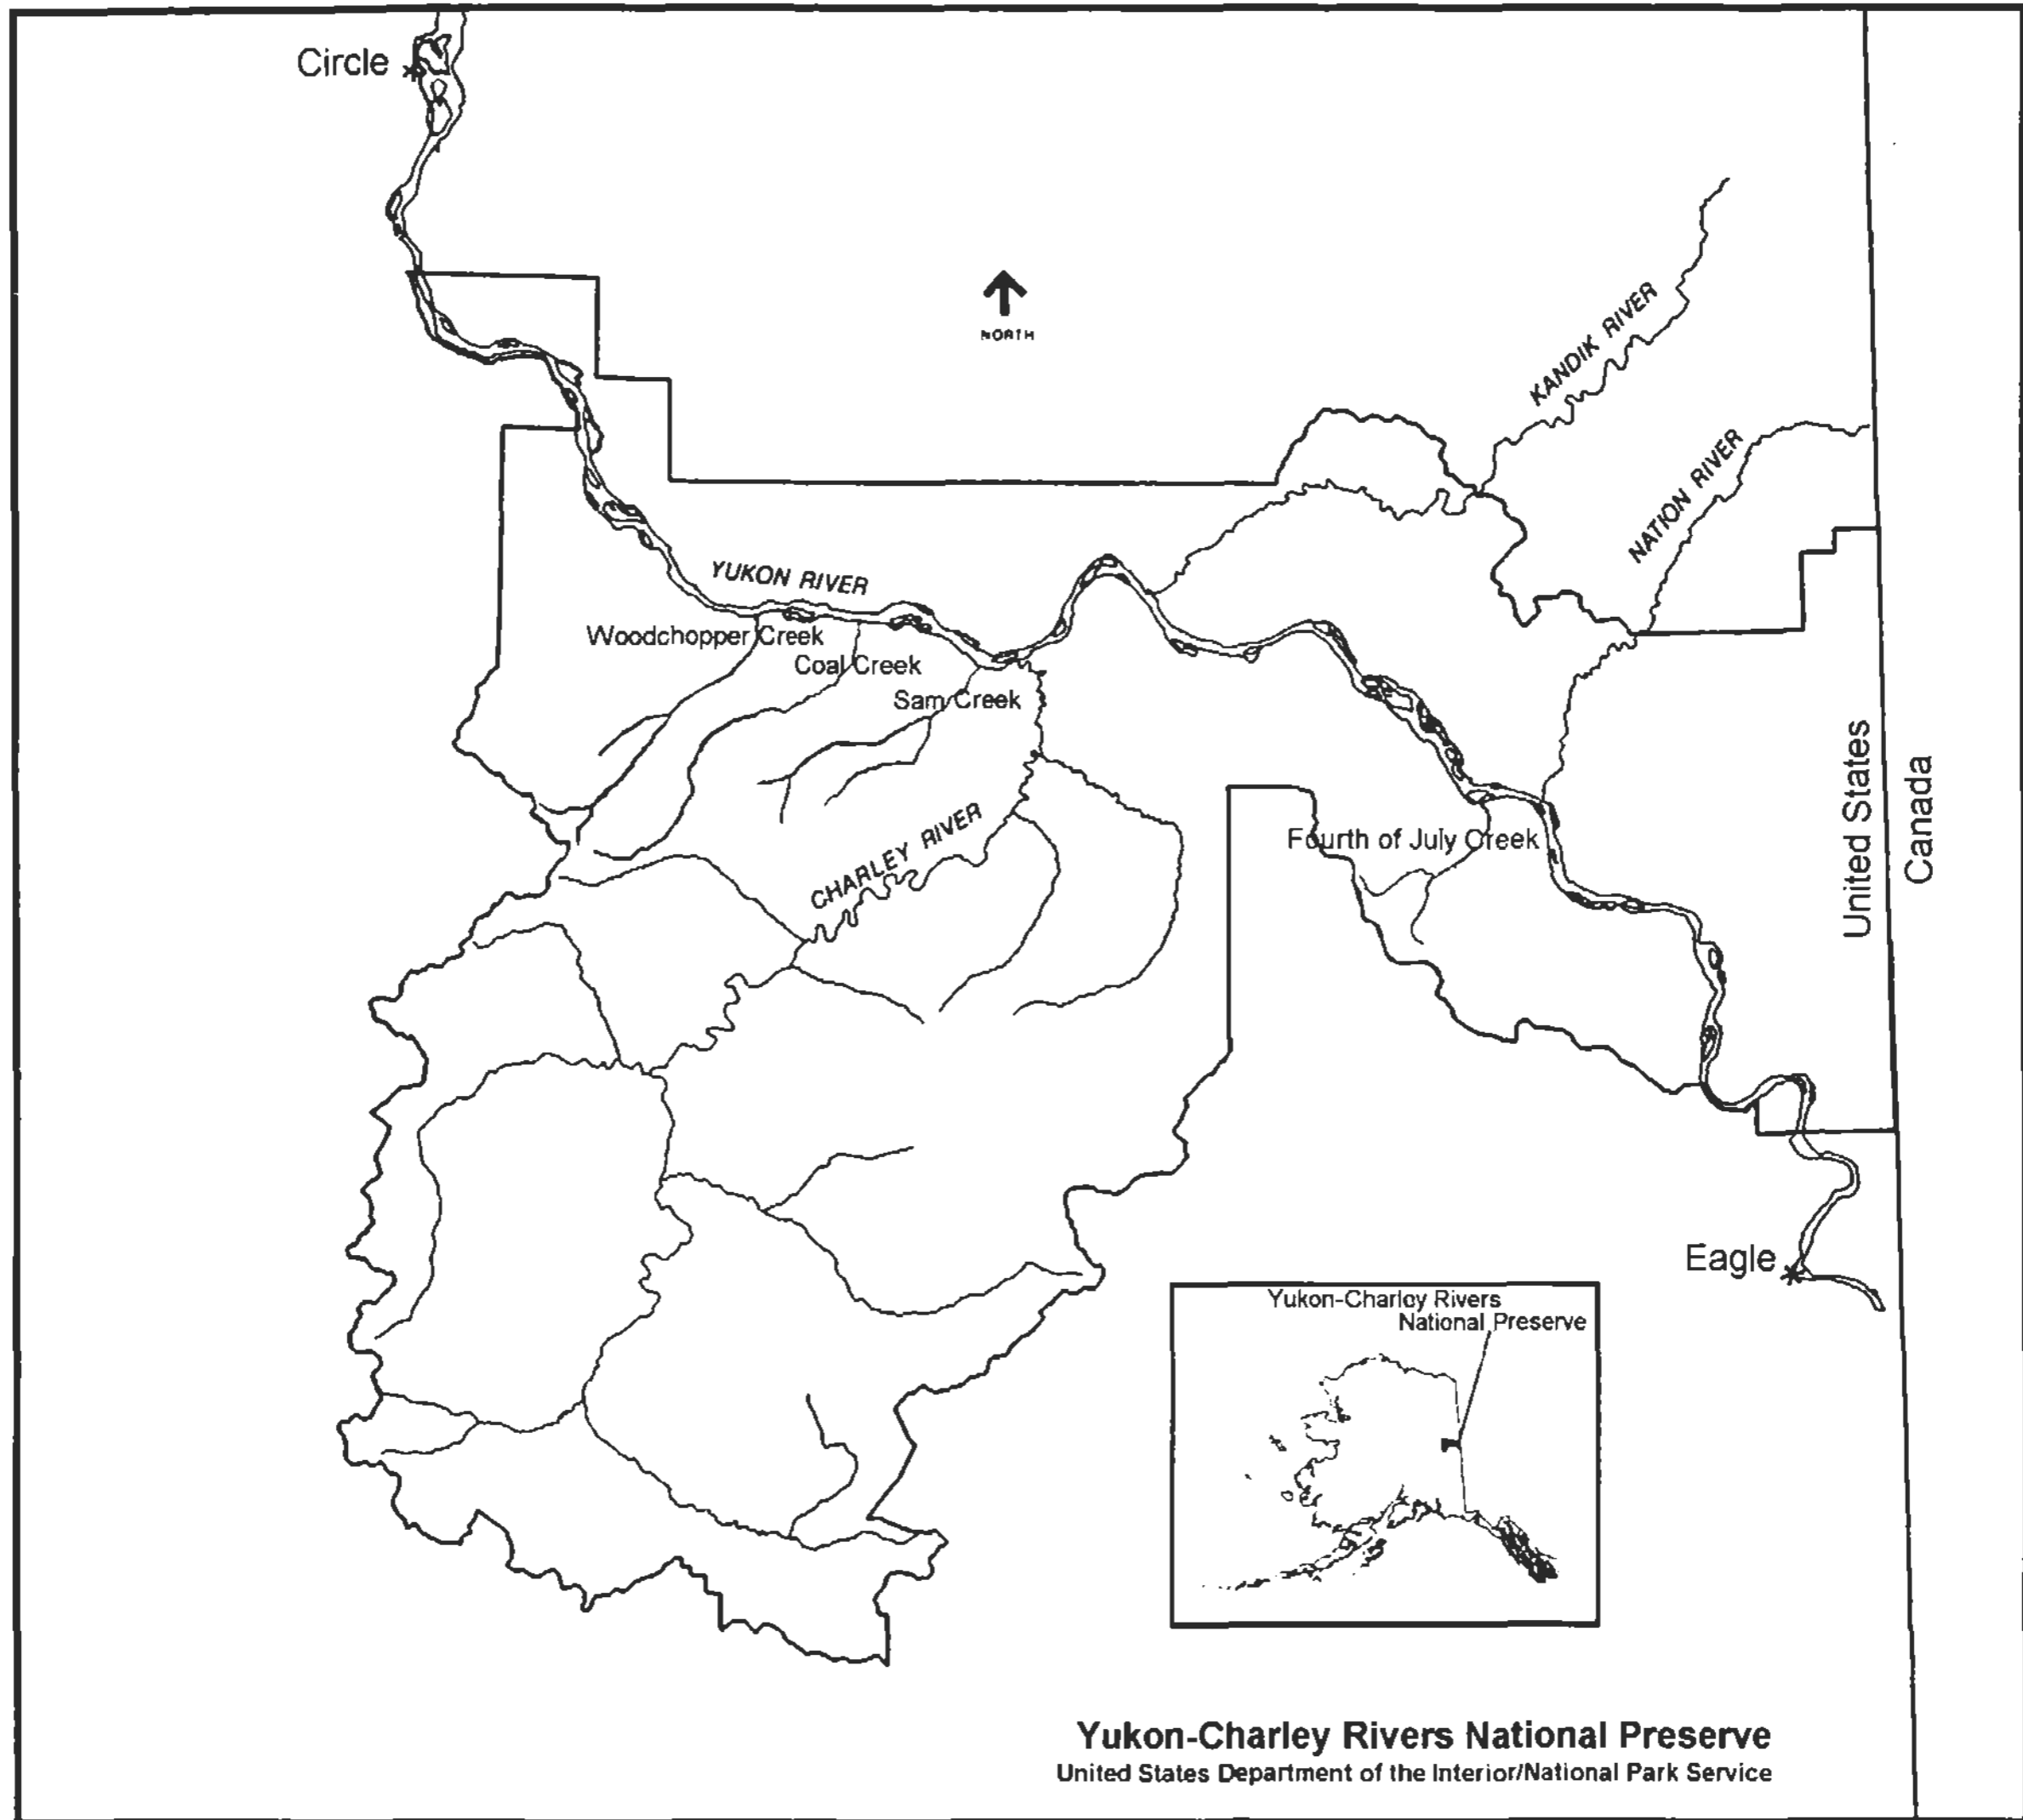 Circle
NORTH
KANDIK RIVER
NATION RIVER
YUKON RIVER
Woodchopper Creek
Coal Creek
Sam Creek
CHARLEY RIVER
Fourth of July Creek
United States
Canada
Eagle
Yukon-Charley Rivers
National Preserve
Yukon-Charley Rivers National Preserve
United States Department of the Interior/National Park Service